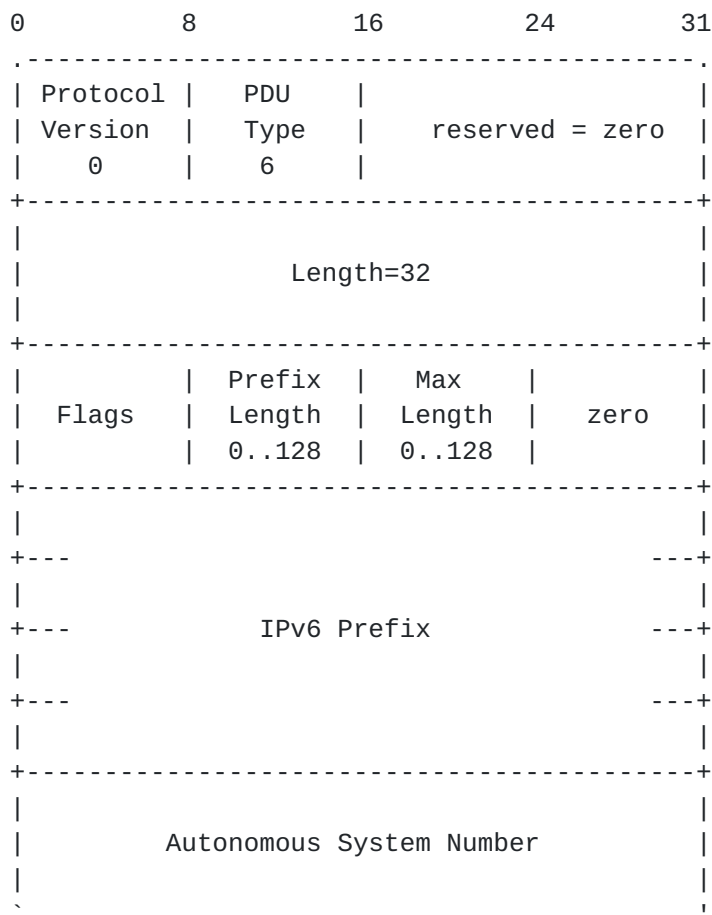 0          8          16         24        31
.-------------------------------------------.
| Protocol |   PDU    |                     |
| Version  |   Type   |    reserved = zero  |
|    0     |    6     |                     |
+-------------------------------------------+
|                                           |
|                 Length=32                 |
|                                           |
+-------------------------------------------+
|          |  Prefix  |   Max    |          |
|  Flags   |  Length  |  Length  |   zero   |
|          |  0..128  |  0..128  |          |
+-------------------------------------------+
|                                           |
+---                                     ---+
|                                           |
+---            IPv6 Prefix              ---+
|                                           |
+---                                     ---+
|                                           |
+-------------------------------------------+
|                                           |
|         Autonomous System Number          |
|                                           |
`-------------------------------------------'